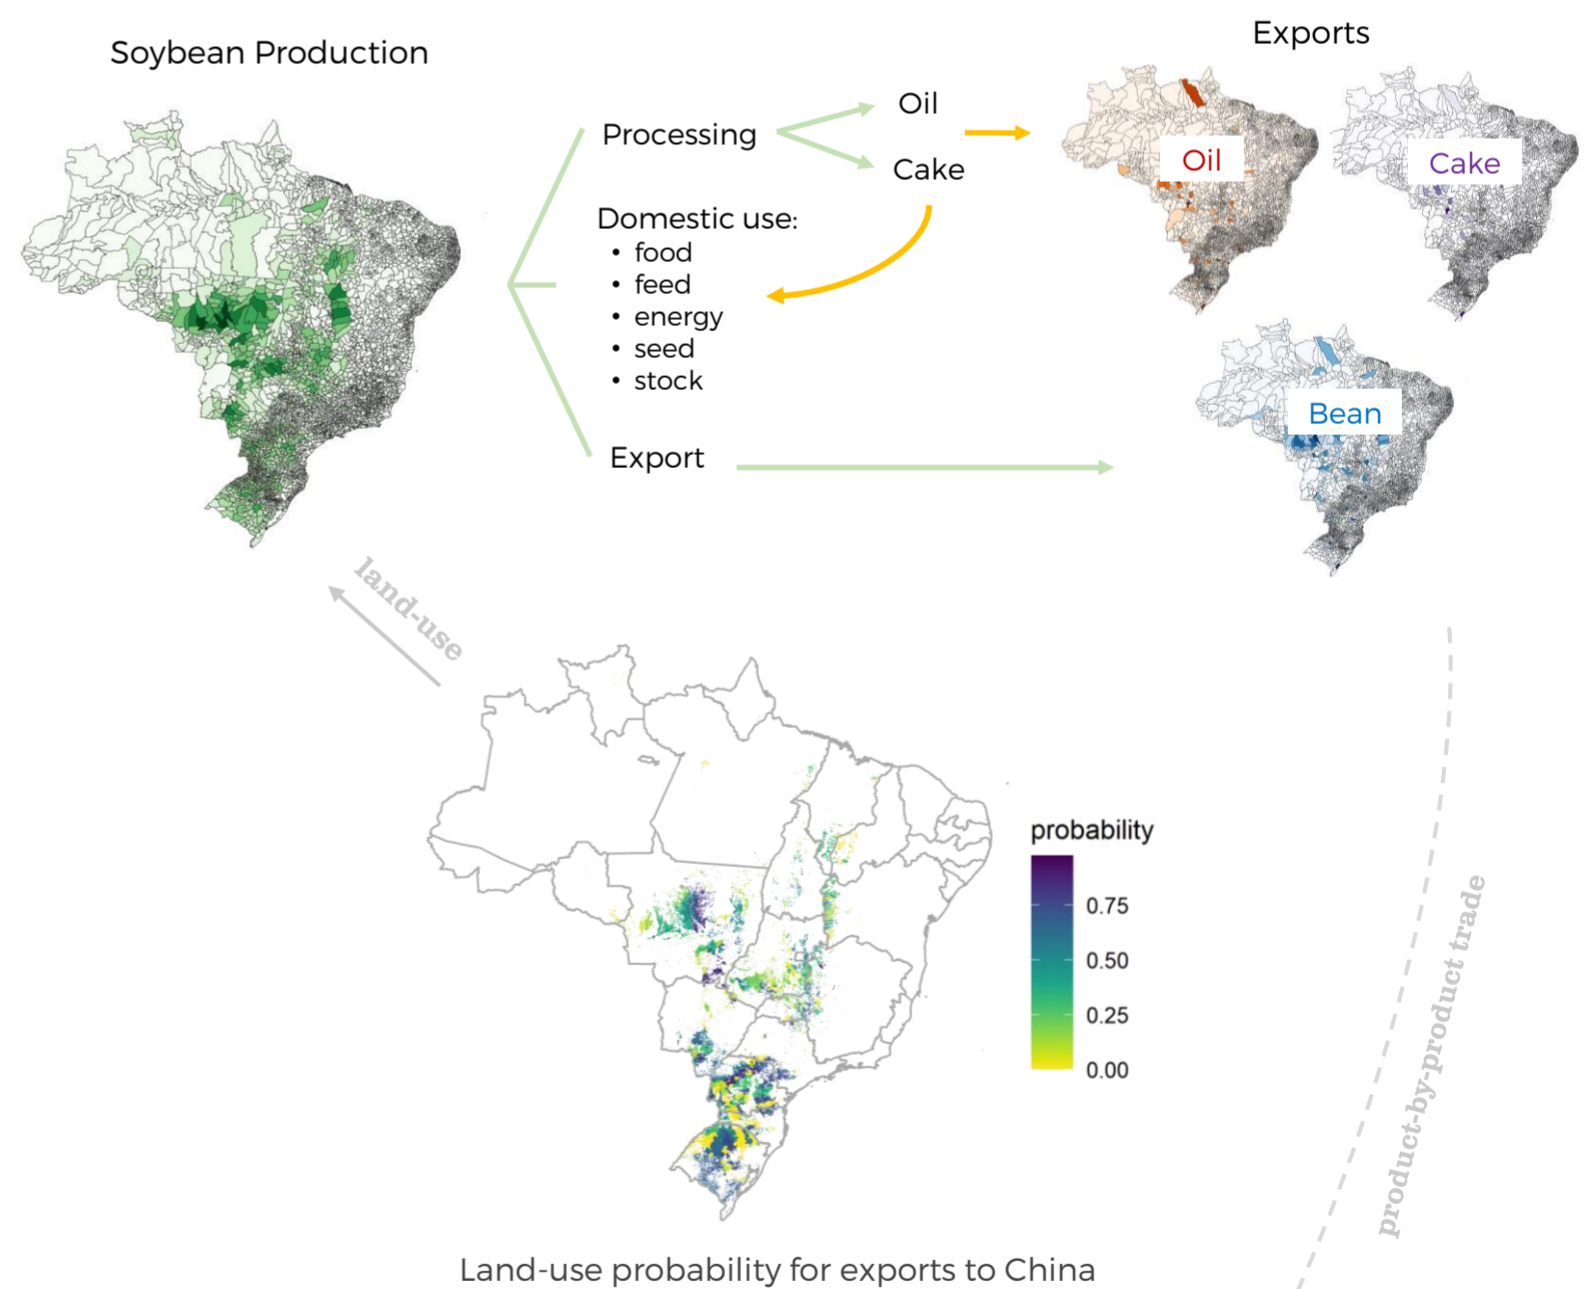 Soybean Production
Exports
Processing
Oil
Cake
Domestic use:
• food
• feed
• energy
• seed
• stock
Export
Oil
Cake
Bean
land-use
product-by-product trade
probability
0.75
0.50
0.25
0.00
Land-use probability for exports to China